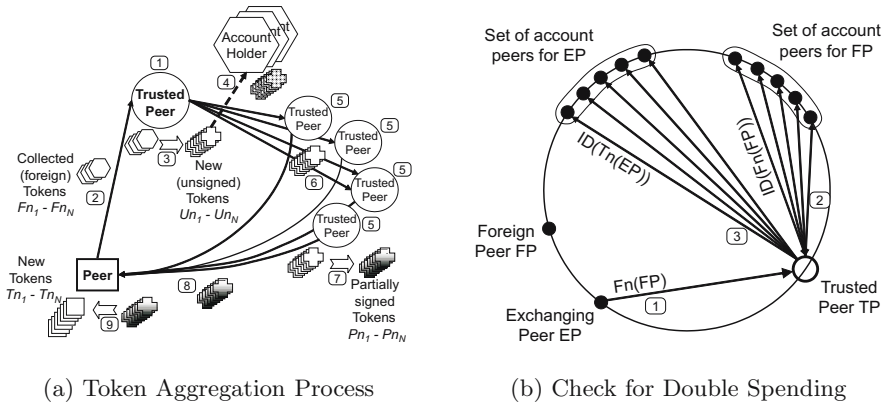 1
Account
Holder
nt
4
Trusted
Peer
5
Trusted
Peer
5
Trusted
Peer
5
Trusted
Peer
Trusted
Peer
3
New
(unsigned)
Tokens
Un1 - UnN
6
Collected
(foreign)
Tokens
Fn1 - FnN
2
New
Tokens
Tn1 - TnN
Peer
8
7
Partially
signed
Tokens
Pn1 - PnN
9
(a) Token Aggregation Process
Set of account
peers for EP
Set of account
peers for FP
ID(Tn(EP))
ID(Fn(FP))
2
3
Foreign
Peer FP
Fn(FP)
1
Exchanging
Peer EP
Trusted
Peer TP
(b) Check for Double Spending